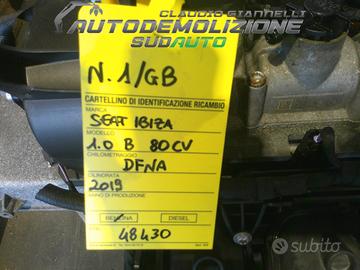 CLAUDIO GIANNELLI
AUTODEMOLIZIONE
SUDAUTO
N. 1/GB
CARTELLINO DI IDENTIFICAZIONE RICAMBIO
MARCA
SEAT IBIZA
MODELLO
1.0 B 80CV
CHILOMETRAGGIO
DFNA
CILINDRATA
2019
ANNO DI PRODUZIONE
BENZINA DIESEL
48430
subito